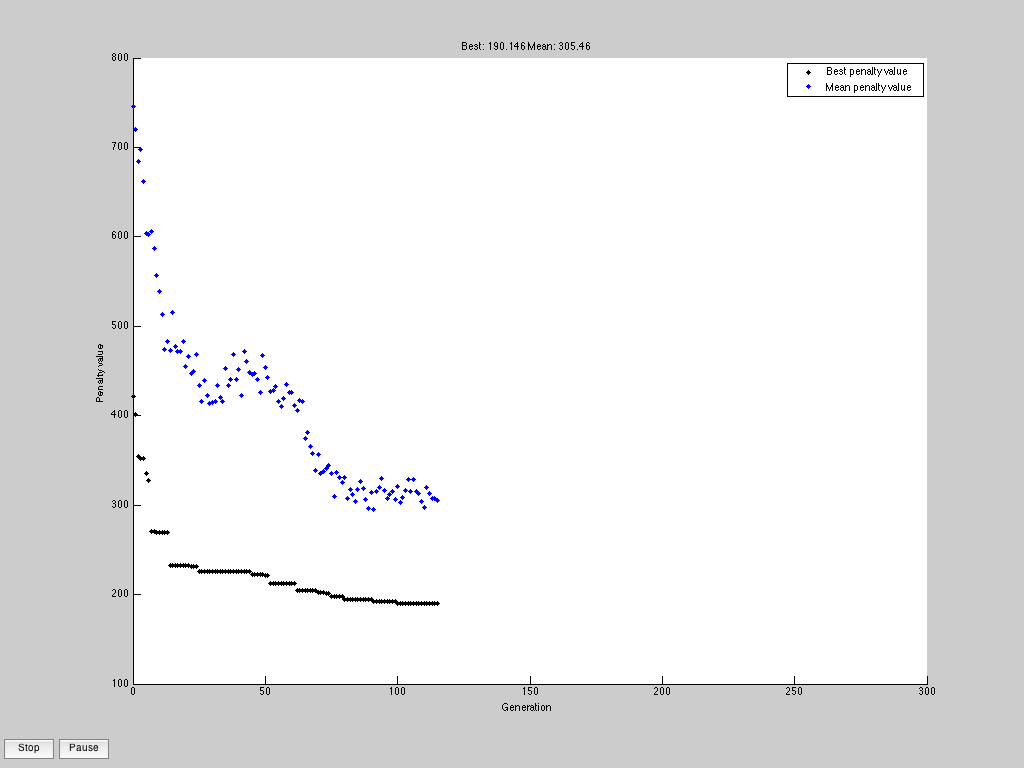 Best: 190.146 Mean: 305.46
800
Best penalty value
Mean penalty value
700
600
500
Penalty value
400
300
200
100
0 50 100 150 200 250 300
Generation
Stop Pause